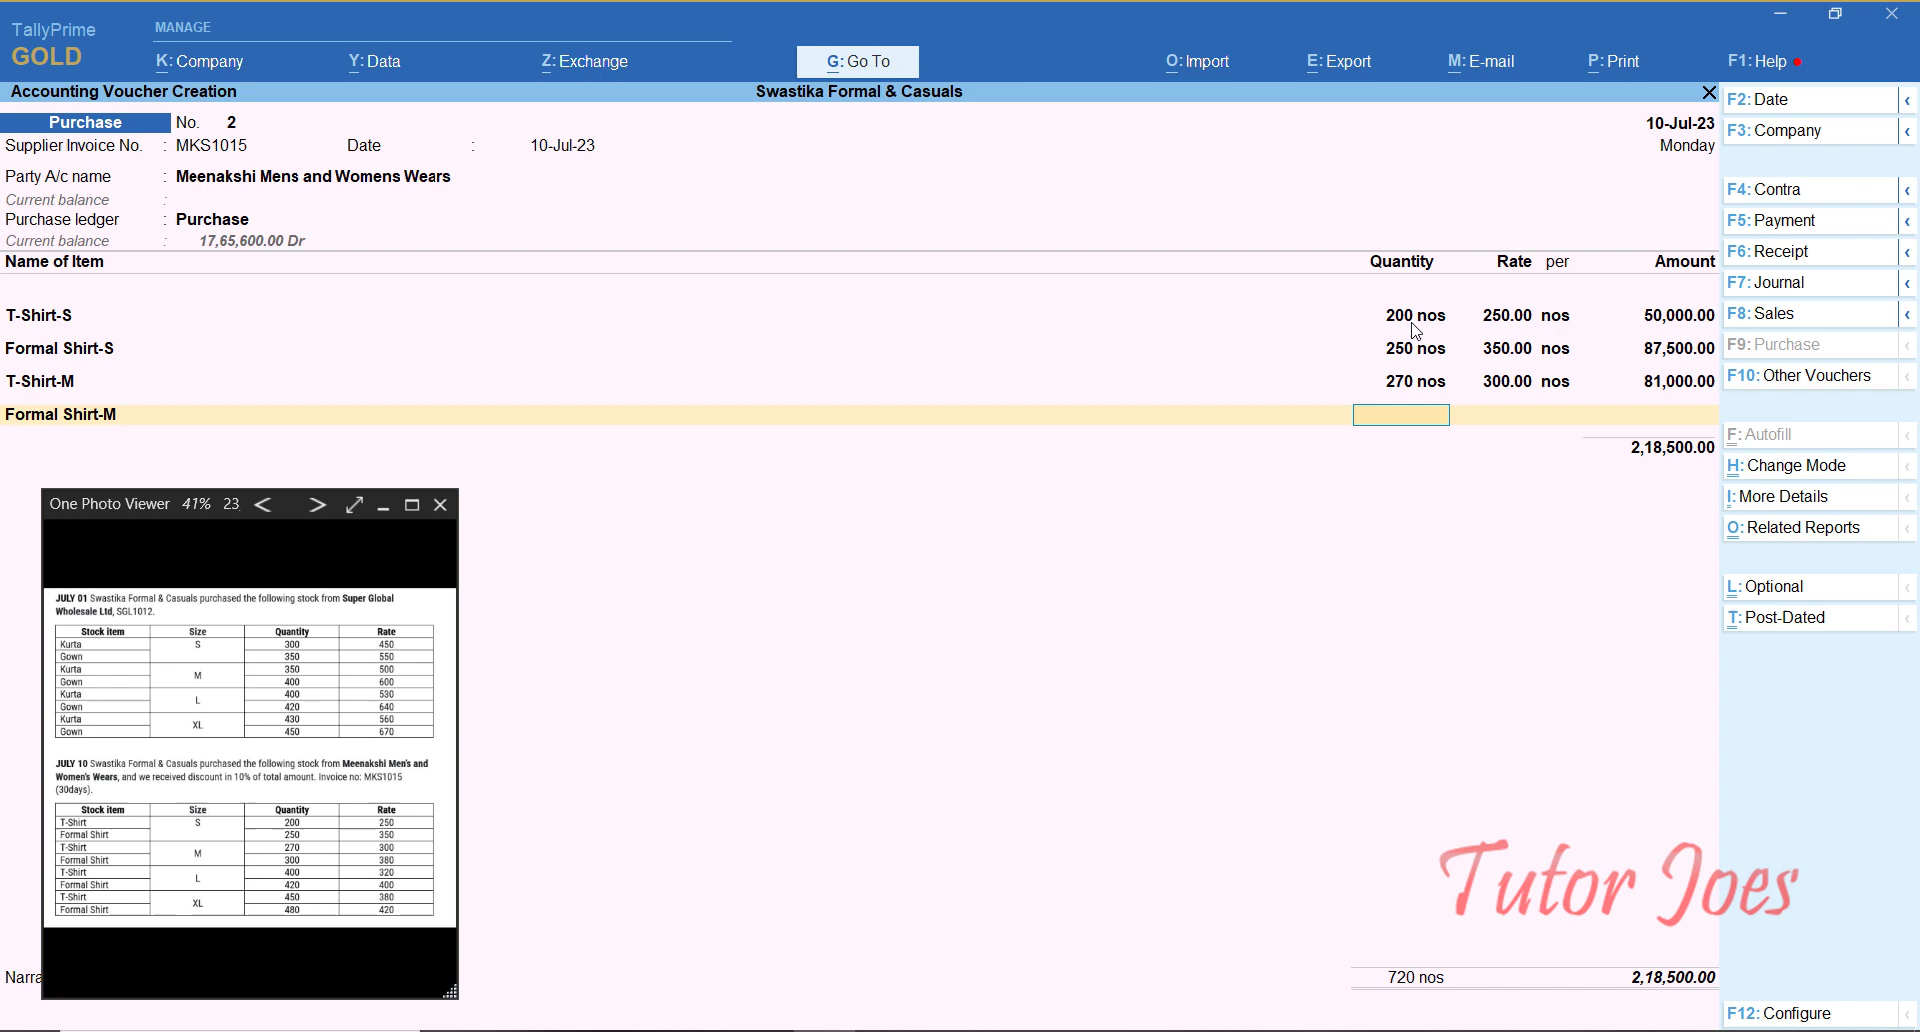 TallyPrime
GOLD
MANAGE
K: Company
Y: Data
Z: Exchange
G: Go To
O: Import
E: Export
M: E-mail
P: Print
F1: Help
Accounting Voucher Creation
Swastika Formal & Casuals
Purchase No. 2
10-Jul-23
Supplier Invoice No. : MKS1015 Date : 10-Jul-23
Monday
Party A/c name : Meenakshi Mens and Womens Wears
Current balance :
Purchase ledger : Purchase
Current balance : 17,65,600.00 Dr
Name of Item Quantity Rate per Amount
T-Shirt-S 200 nos 250.00 nos 50,000.00
Formal Shirt-S 250 nos 350.00 nos 87,500.00
T-Shirt-M 270 nos 300.00 nos 81,000.00
Formal Shirt-M
2,18,500.00
One Photo Viewer 41% 23
JULY 01 Swastika Formal & Casuals purchased the following stock from Super Global
Wholesale Ltd, SGL1012.
Stock item Size Quantity Rate
Kurta S 300 450
Gown 350 550
Kurta 350 500
M
Gown 400 600
Kurta 400 530
L
Gown 420 640
Kurta 430 560
XL
Gown 450 670
JULY 10 Swastika Formal & Casuals purchased the following stock from Meenakshi Men's and
Women's Wears, and we received discount in 10% of total amount. Invoice no: MKS1015
(30days).
Stock item Size Quantity Rate
T-Shirt S 200 250
Formal Shirt 250 350
T-Shirt 270 300
M
Formal Shirt 300 380
T-Shirt 400 320
L
Formal Shirt 420 400
T-Shirt 450 380
XL
Formal Shirt 480 420
Tutor Joes
Narra
720 nos 2,18,500.00
F2: Date
F3: Company
F4: Contra
F5: Payment
F6: Receipt
F7: Journal
F8: Sales
F9: Purchase
F10: Other Vouchers
F: Autofill
H: Change Mode
I: More Details
O: Related Reports
L: Optional
T: Post-Dated
F12: Configure